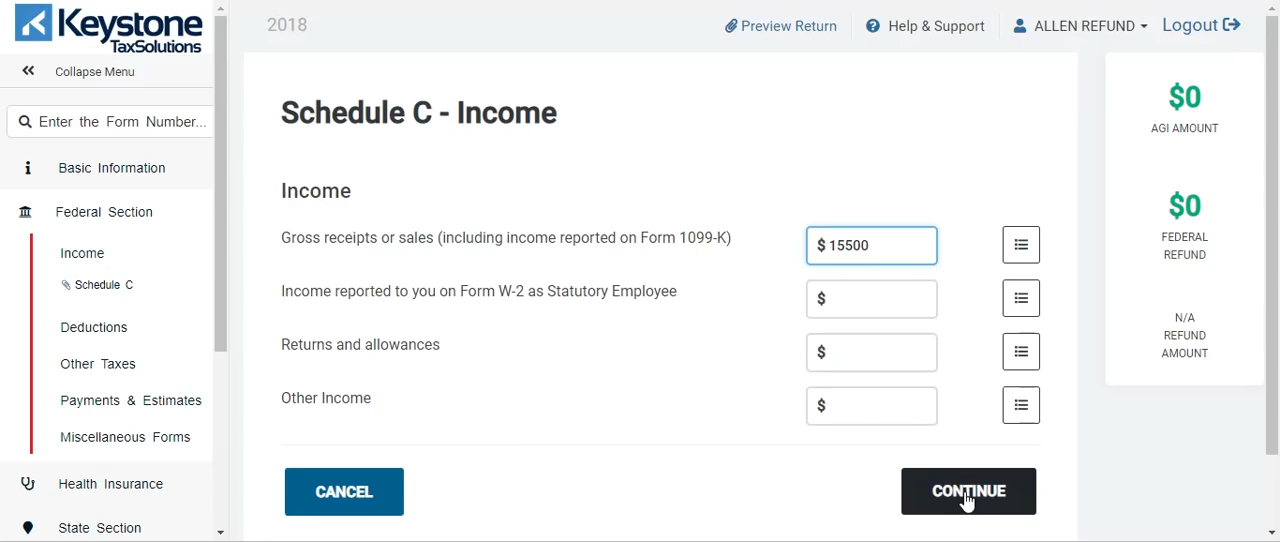 Keystone
TaxSolutions
Collapse Menu
Enter the Form Number...
Basic Information
Federal Section
Income
Schedule C
Deductions
Other Taxes
Payments & Estimates
Miscellaneous Forms
Health Insurance
State Section
2018
Preview Return
Help & Support
ALLEN REFUND
Logout
Schedule C - Income
Income
Gross receipts or sales (including income reported on Form 1099-K)
$ 15500
Income reported to you on Form W-2 as Statutory Employee
$
Returns and allowances
$
Other Income
$
CANCEL
CONTINUE
$0
AGI AMOUNT
$0
FEDERAL
REFUND
N/A
REFUND
AMOUNT